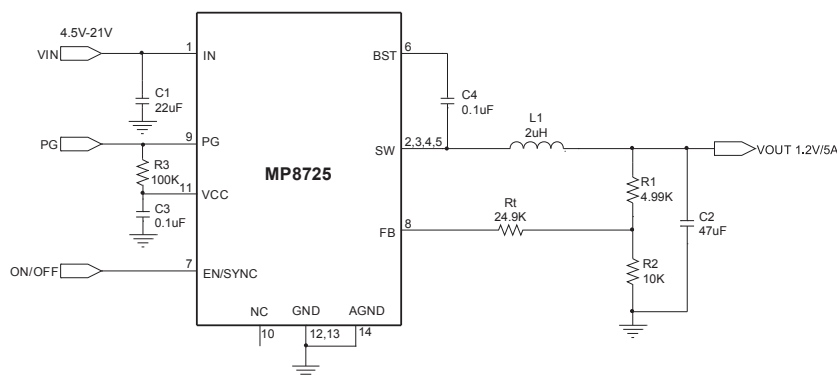 4.5V-21V
VIN
1
IN
C1
22uF
PG
9
PG
R3
100K
11
VCC
C3
0.1uF
ON/OFF
7
EN/SYNC
MP8725
NC
10
GND
12,13
AGND
14
BST
6
C4
0.1uF
SW
2,3,4,5
L1
2uH
VOUT 1.2V/5A
R1
4.99K
C2
47uF
FB
8
Rt
24.9K
R2
10K